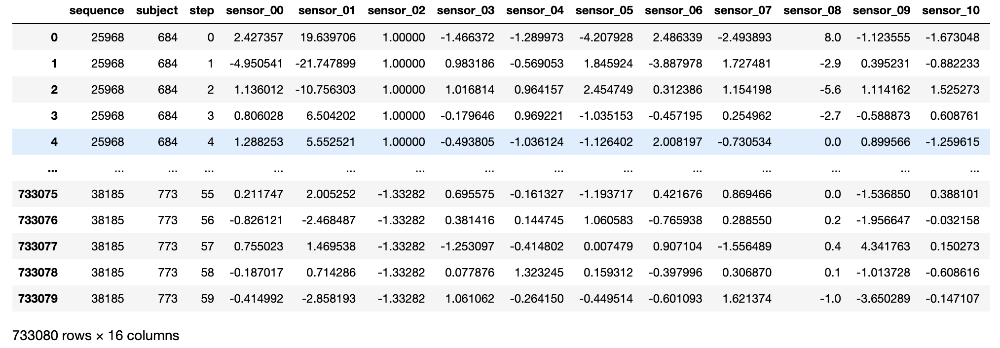 sequence subject step sensor_00 sensor_01 sensor_02 sensor_03 sensor_04 sensor_05 sensor_06 sensor_07 sensor_08 sensor_09 sensor_10
0 25968 684 0 2.427357 19.639706 1.00000 -1.466372 -1.289973 -4.207928 2.486339 -2.493893 8.0 -1.123555 -1.673048
1 25968 684 1 -4.950541 -21.747899 1.00000 0.983186 -0.569053 1.845924 -3.887978 1.727481 -2.9 0.395231 -0.882233
2 25968 684 2 1.136012 -10.756303 1.00000 1.016814 0.964157 2.454749 0.312386 1.154198 -5.6 1.114162 1.525273
3 25968 684 3 0.806028 6.504202 1.00000 -0.179646 0.969221 -1.035153 -0.457195 0.254962 -2.7 -0.588873 0.608761
4 25968 684 4 1.288253 5.552521 1.00000 -0.493805 -1.036124 -1.126402 2.008197 -0.730534 0.0 0.899566 -1.259615
... ... ... ... ... ... ... ... ... ... ... ... ... ... ...
733075 38185 773 55 0.211747 2.005252 -1.33282 0.695575 -0.161327 -1.193717 0.421676 0.869466 0.0 -1.536850 0.388101
733076 38185 773 56 -0.826121 -2.468487 -1.33282 0.381416 0.144745 1.060583 -0.765938 0.288550 0.2 -1.956647 -0.032158
733077 38185 773 57 0.755023 1.469538 -1.33282 -1.253097 -0.414802 0.007479 0.907104 -1.556489 0.4 4.341763 0.150273
733078 38185 773 58 -0.187017 0.714286 -1.33282 0.077876 1.323245 0.159312 -0.397996 0.306870 0.1 -1.013728 -0.608616
733079 38185 773 59 -0.414992 -2.858193 -1.33282 1.061062 -0.264150 -0.449514 -0.601093 1.621374 -1.0 -3.650289 -0.147107
733080 rows × 16 columns